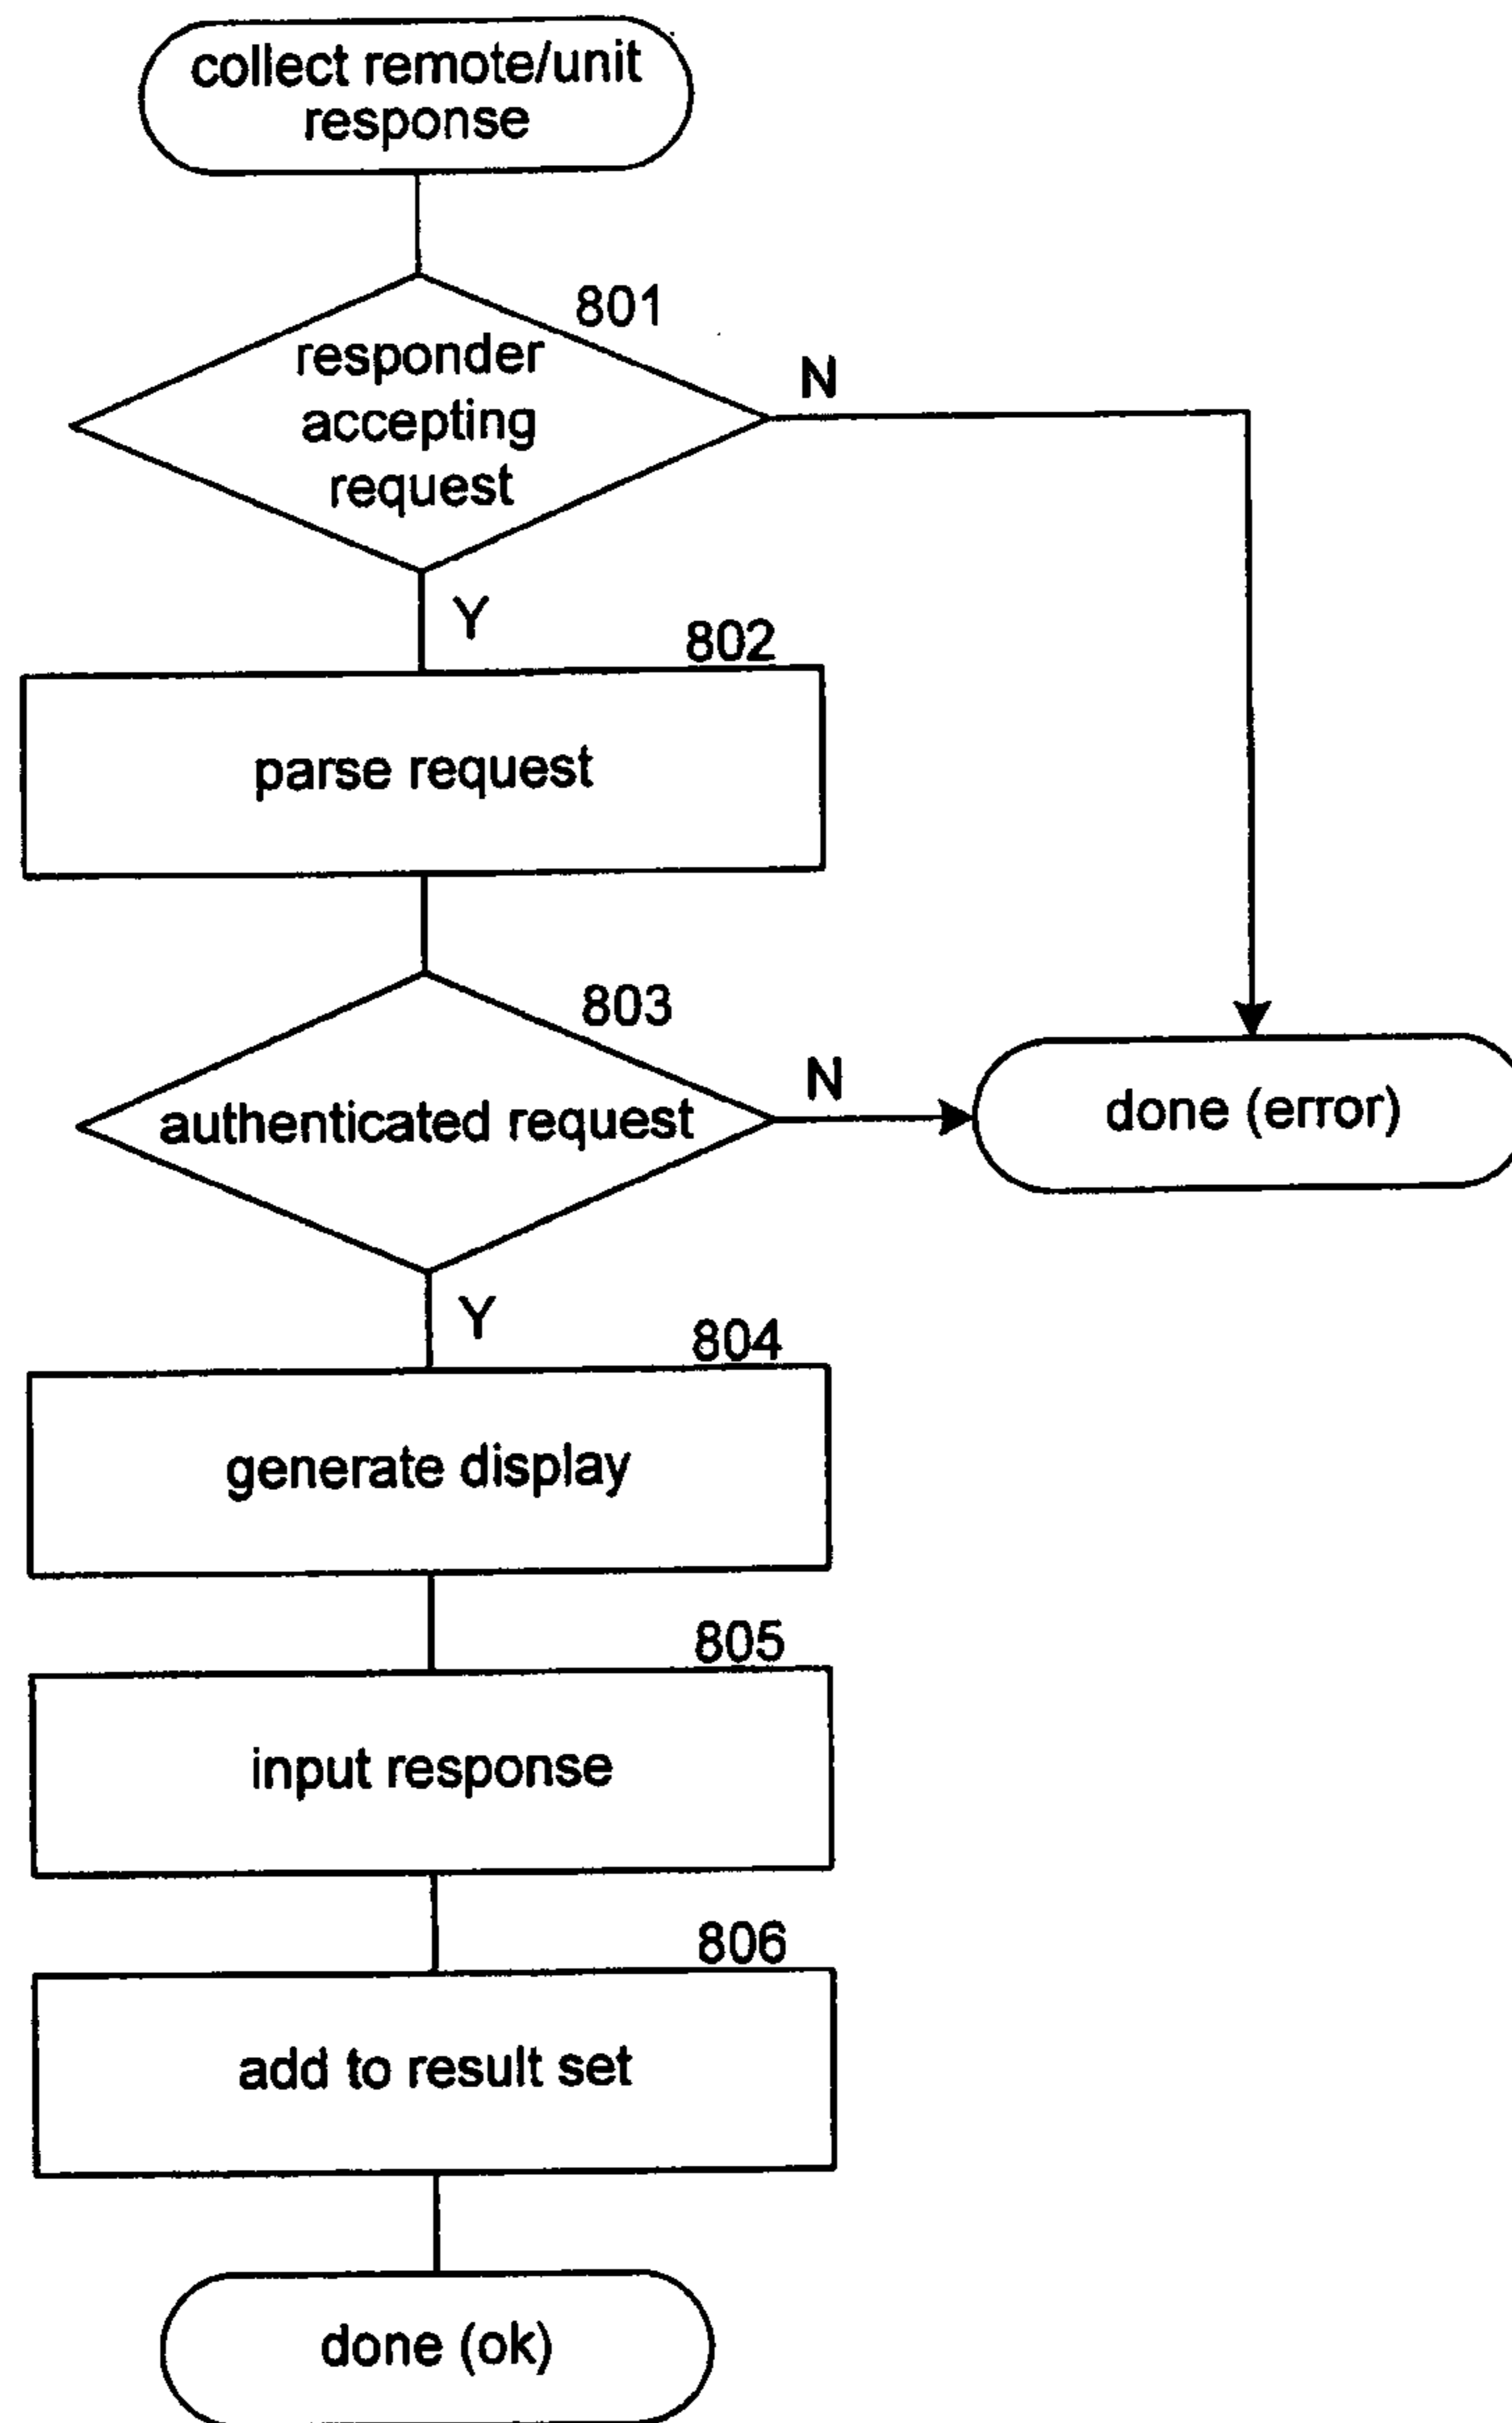 collect remote/unit
response
801
responder
accepting
request
N
Y
802
parse request
803
authenticated request
N
done (error)
Y
804
generate display
805
input response
806
add to result set
done (ok)